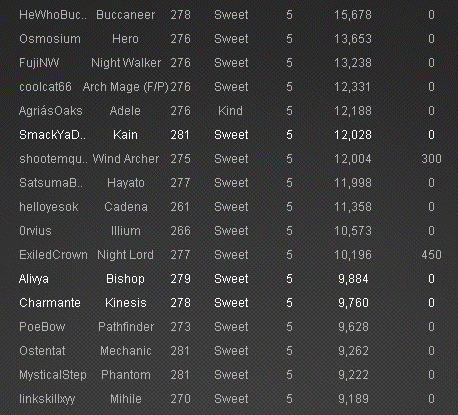 HeWhoBuc.. Buccaneer 278 Sweet 5 15,678 0
Osmosium Hero 276 Sweet 5 13,653 0
FujiNW Night Walker 276 Sweet 5 13,238 0
coolcat66 Arch Mage (F/P) 276 Sweet 5 12,331 0
AgriásOaks Adele 276 Kind 5 12,188 0
SmackYaD.. Kain 281 Sweet 5 12,028 0
shootemqu.. Wind Archer 275 Sweet 5 12,004 300
SatsumaB.. Hayato 277 Sweet 5 11,998 0
helloyesok Cadena 261 Sweet 5 11,358 0
0rvius Illium 266 Sweet 5 10,573 0
ExiledCrown Night Lord 277 Sweet 5 10,196 450
Alivya Bishop 279 Sweet 5 9,884 0
Charmante Kinesis 278 Sweet 5 9,760 0
PoeBow Pathfinder 273 Sweet 5 9,628 0
Ostentat Mechanic 281 Sweet 5 9,262 0
MysticalStep Phantom 281 Sweet 5 9,222 0
linkskillxyy Mihile 270 Sweet 5 9,189 0